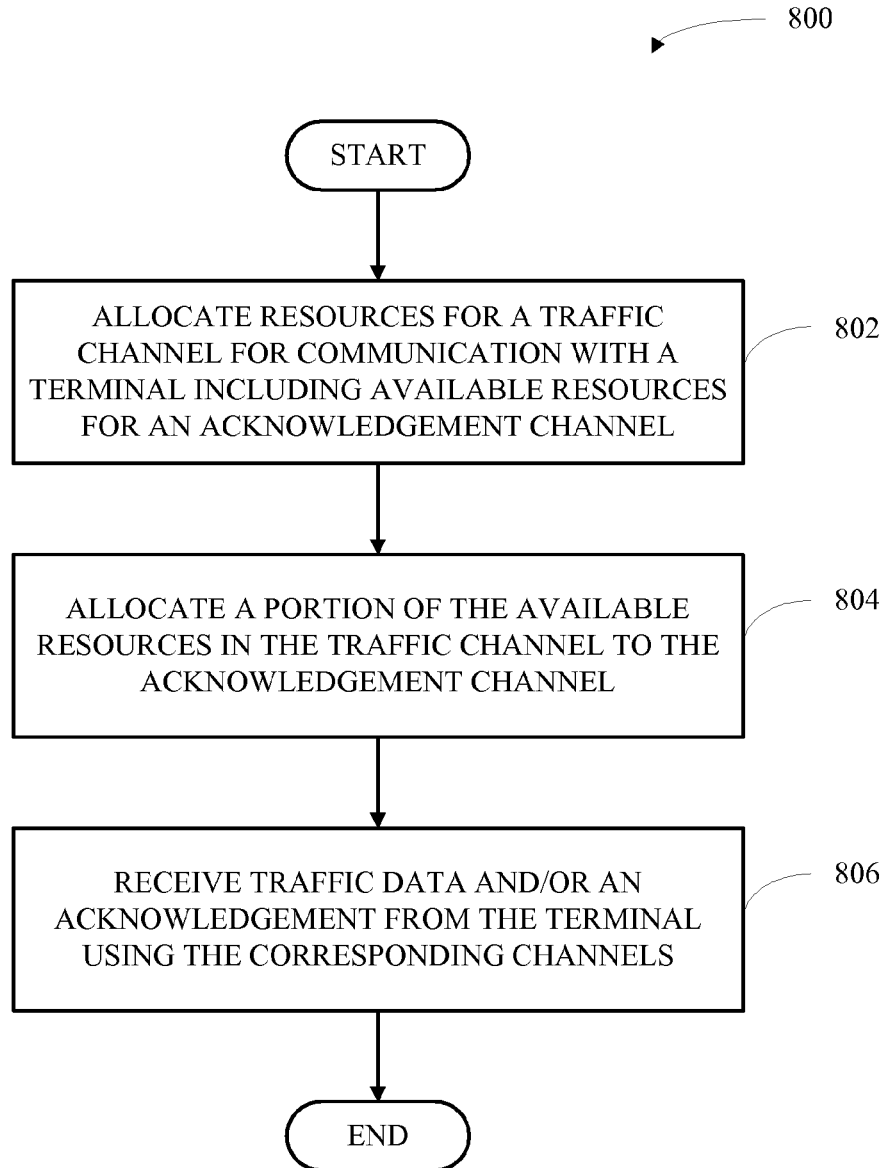 800
START
ALLOCATE RESOURCES FOR A TRAFFIC
CHANNEL FOR COMMUNICATION WITH A
TERMINAL INCLUDING AVAILABLE RESOURCES
FOR AN ACKNOWLEDGEMENT CHANNEL
802
ALLOCATE A PORTION OF THE AVAILABLE
RESOURCES IN THE TRAFFIC CHANNEL TO THE
ACKNOWLEDGEMENT CHANNEL
804
RECEIVE TRAFFIC DATA AND/OR AN
ACKNOWLEDGEMENT FROM THE TERMINAL
USING THE CORRESPONDING CHANNELS
806
END